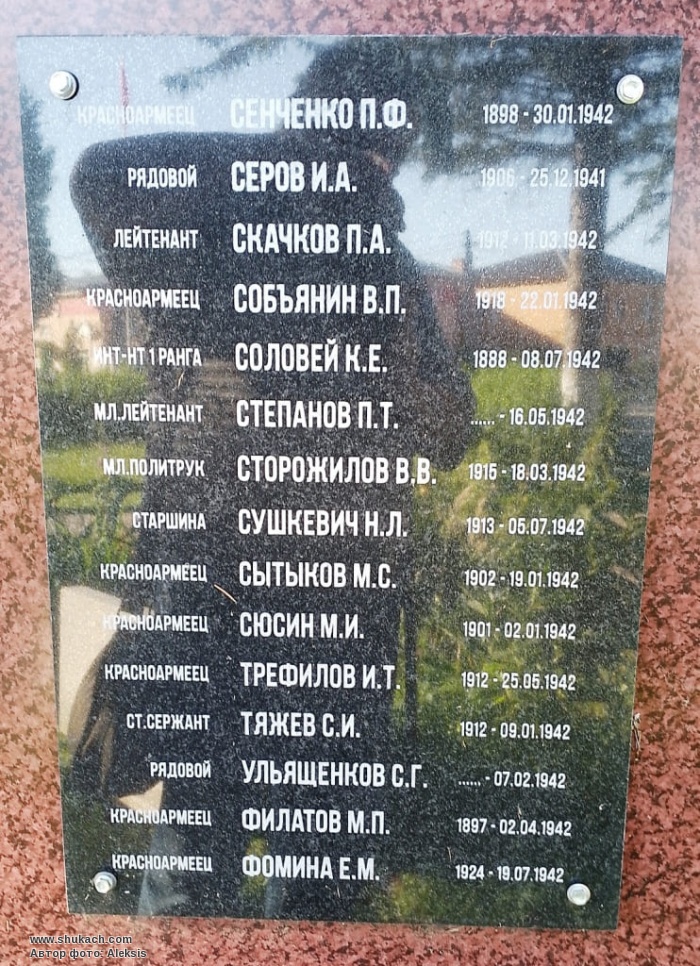 КРАСНОАРМЕЕЦ СЕНЧЕНКО П.Ф. 1898 - 30.01.1942
РЯДОВОЙ СЕРОВ И.А. 1906 - 25.12.1941
ЛЕЙТЕНАНТ СКАЧКОВ П.А. 1912 - 11.03.1942
КРАСНОАРМЕЕЦ СОБЪЯНИН В.П. 1918 - 22.01.1942
ИНТ-НТ 1 РАНГА СОЛОВЕЙ К.Е. 1888 - 08.07.1942
МЛ.ЛЕЙТЕНАНТ СТЕПАНОВ П.Т. ...... - 16.05.1942
МЛ.ПОЛИТРУК СТОРОЖИЛОВ В.В. 1915 - 18.03.1942
СТАРШИНА СУШКЕВИЧ Н.Л. 1913 - 05.07.1942
КРАСНОАРМЕЕЦ СЫТЫКОВ М.С. 1902 - 19.01.1942
КРАСНОАРМЕЕЦ СЮСИН М.И. 1901 - 02.01.1942
КРАСНОАРМЕЕЦ ТРЕФИЛОВ И.Т. 1912 - 25.05.1942
СТ.СЕРЖАНТ ТЯЖЕВ С.И. 1912 - 09.01.1942
РЯДОВОЙ УЛЬЯЩЕНКОВ С.Г. ...... - 07.02.1942
КРАСНОАРМЕЕЦ ФИЛАТОВ М.П. 1897 - 02.04.1942
КРАСНОАРМЕЕЦ ФОМИНА Е.М. 1924 - 19.07.1942
www.shukach.com
Автор фото: Aleksis